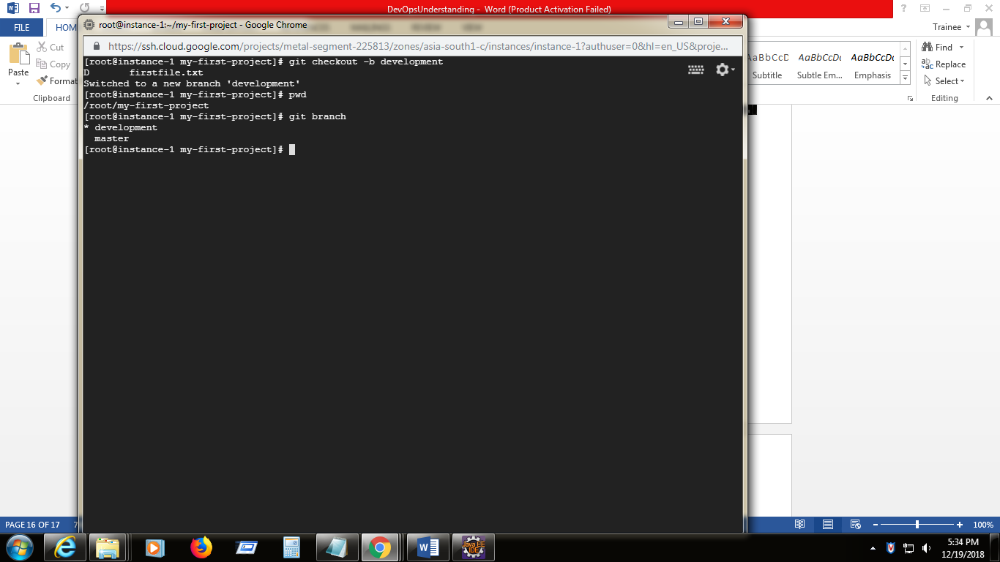 DevOpsUnderstanding - Word (Product Activation Failed)
FILE
HOM
Trainee
root@instance-1:~/my-first-project - Google Chrome
https://ssh.cloud.google.com/projects/metal-segment-225813/zones/asia-south1-c/instances/instance-1?authuser=0&hl=en_US&proje...
Cut
Copy
Format
Paste
Clipboard
AaBbCcD AaBbCcDc AaBbCcDc
Subtitle Subtle Em... Emphasis
Find
Replace
Select
Editing
[root@instance-1 my-first-project]# git checkout -b development
D       firstfile.txt
Switched to a new branch 'development'
[root@instance-1 my-first-project]# pwd
/root/my-first-project
[root@instance-1 my-first-project]# git branch
* development
  master
[root@instance-1 my-first-project]#
PAGE 16 OF 17 7
100%
Java EE
IDE
5:34 PM
12/19/2018